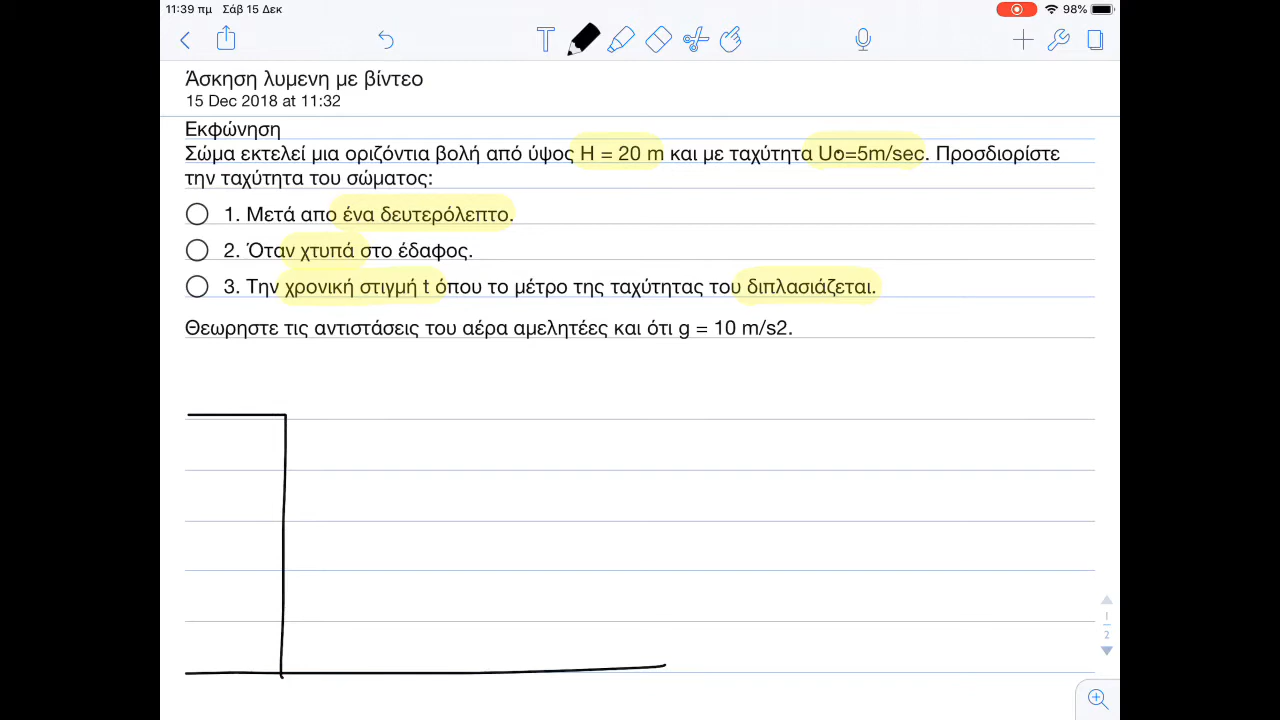 11:39 πμ Σάβ 15 Δεκ
98%
T
Άσκηση λυμενη με βίντεο
15 Dec 2018 at 11:32
Εκφώνηση
Σώμα εκτελεί μια οριζόντια βολή από ύψος H = 20 m και με ταχύτητα Uo=5m/sec. Προσδιορίστε
την ταχύτητα του σώματος:
1. Μετά απο ένα δευτερόλεπτο.
2. Όταν χτυπά στο έδαφος.
3. Την χρονική στιγμή t όπου το μέτρο της ταχύτητας του διπλασιάζεται.
Θεωρηστε τις αντιστάσεις του αέρα αμελητέες και ότι g = 10 m/s2.
1
2